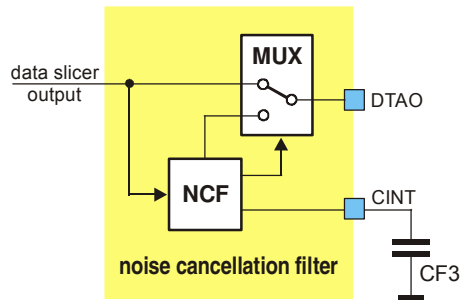 MUX
data slicer
output
DTAO
NCF
CINT
noise cancellation filter
CF3